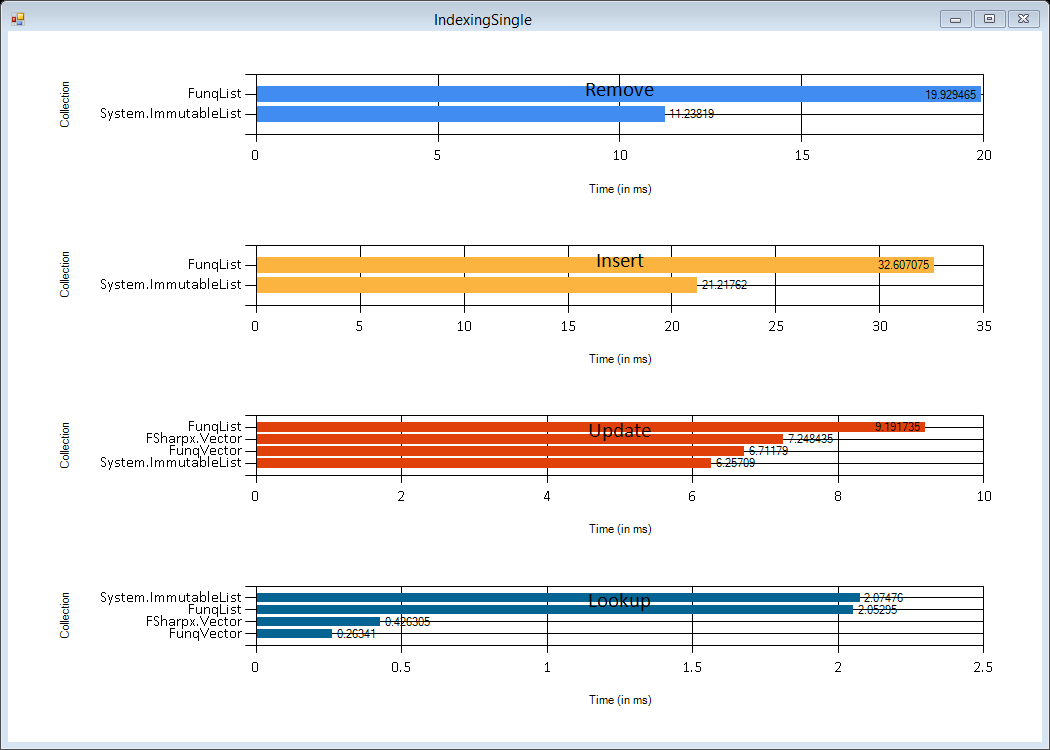 IndexingSingle
Remove
Collection
FunqList 19.929465
System.ImmutableList 11.23819
0 5 10 15 20
Time (in ms)
Insert
Collection
FunqList 32.607075
System.ImmutableList 21.21762
0 5 10 15 20 25 30 35
Time (in ms)
Update
Collection
FunqList 9.191735
FSharpx.Vector 7.248435
FunqVector 6.71179
System.ImmutableList 6.25709
0 2 4 6 8 10
Time (in ms)
Lookup
Collection
System.ImmutableList 2.07476
FunqList 2.05295
FSharpx.Vector 0.426305
FunqVector 0.26341
0 0.5 1 1.5 2 2.5
Time (in ms)